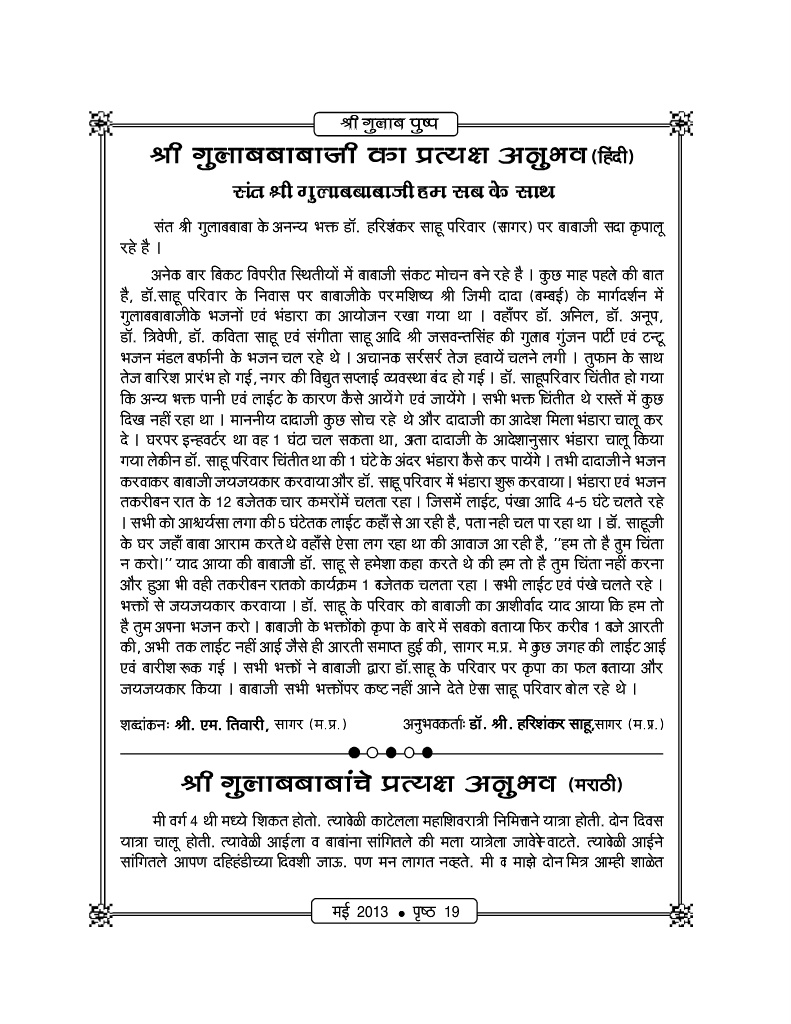 श्री गुलाब पुष्प
श्री गुलाबबाबाजी का प्रत्यक्ष अनुभव (हिंदी)
संत श्री गुलाबबाबाजी हम सब के साथ
संत श्री गुलाबबाबा के अनन्य भक्त डॉ. हरिशंकर साहू परिवार (सागर) पर बाबाजी सदा कृपालू
रहे है ।
अनेक बार बिकट विपरीत स्थितीयों में बाबाजी संकट मोचन बने रहे है । कुछ माह पहले की बात
है, डॉ.साहू परिवार के निवास पर बाबाजीके परमशिष्य श्री जिमी दादा (बम्बई) के मार्गदर्शन में
गुलाबबाबाजीके भजनों एवं भंडारा का आयोजन रखा गया था । वहाँपर डॉ. अनिल, डॉ. अनूप,
डॉ. त्रिवेणी, डॉ. कविता साहू एवं संगीता साहू आदि श्री जसवन्तसिंह की गुलाब गुंजन पार्टी एवं टन्टू
भजन मंडल बर्फानी के भजन चल रहे थे । अचानक सर्रसर्र तेज हवायें चलने लगी । तुफान के साथ
तेज बारिश प्रारंभ हो गई, नगर की विद्युत सप्लाई व्यवस्था बंद हो गई । डॉ. साहूपरिवार चिंतीत हो गया
कि अन्य भक्त पानी एवं लाईट के कारण कैसे आयेंगे एवं जायेंगे । सभी भक्त चिंतीत थे रास्तें में कुछ
दिख नहीं रहा था । माननीय दादाजी कुछ सोच रहे थे और दादाजी का आदेश मिला भंडारा चालू कर
दे । घरपर इन्हवर्टर था वह 1 घंटा चल सकता था, अता दादाजी के आदेशानुसार भंडारा चालू किया
गया लेकीन डॉ. साहू परिवार चिंतीत था की 1 घंटे के अंदर भंडारा कैसे कर पायेंगे । तभी दादाजी ने भजन
करवाकर बाबाजी जयजयकार करवाया और डॉ. साहू परिवार में भंडारा शुरू करवाया । भंडारा एवं भजन
तकरीबन रात के 12 बजेतक चार कमरोंमें चलता रहा । जिसमें लाईट, पंखा आदि 4-5 घंटे चलते रहे
। सभी को आश्चर्यसा लगा की 5 घंटेतक लाईट कहाँ से आ रही है, पता नही चल पा रहा था । डॉ. साहूजी
के घर जहाँ बाबा आराम करते थे वहाँसे ऐसा लग रहा था की आवाज आ रही है, ''हम तो है तुम चिंता
न करो।'' याद आया की बाबाजी डॉ. साहू से हमेशा कहा करते थे की हम तो है तुम चिंता नहीं करना
और हुआ भी वही तकरीबन रातको कार्यक्रम 1 बजेतक चलता रहा । सभी लाईट एवं पंखे चलते रहे ।
भक्तों से जयजयकार करवाया । डॉ. साहू के परिवार को बाबाजी का आशीर्वाद याद आया कि हम तो
है तुम अपना भजन करो । बाबाजी के भक्तोंको कृपा के बारे में सबको बताया फिर करीब 1 बजे आरती
की, अभी तक लाईट नहीं आई जैसे ही आरती समाप्त हुई की, सागर म.प्र. मे कुछ जगह की लाईट आई
एवं बारीश रूक गई । सभी भक्तों ने बाबाजी द्वारा डॉ.साहू के परिवार पर कृपा का फल बताया और
जयजयकार किया । बाबाजी सभी भक्तोंपर कष्ट नहीं आने देते ऐसा साहू परिवार बोल रहे थे ।
शब्दांकनः श्री. एम. तिवारी, सागर (म.प्र.) अनुभवकर्ताः डॉ. श्री. हरिशंकर साहू,सागर (म.प्र.)
श्री गुलाबबाबांचे प्रत्यक्ष अनुभव (मराठी)
मी वर्ग 4 थी मध्ये शिकत होतो. त्यावेळी काटेलला महाशिवरात्री निमित्ताने यात्रा होती. दोन दिवस
यात्रा चालू होती. त्यावेळी आईला व बाबांना सांगितले की मला यात्रेला जावेसे वाटते. त्यावेळी आईने
सांगितले आपण दहिहंडीच्या दिवशी जाऊ. पण मन लागत नव्हते. मी व माझे दोन मित्र आम्ही शाळेत
मई 2013 ● पृष्ठ 19